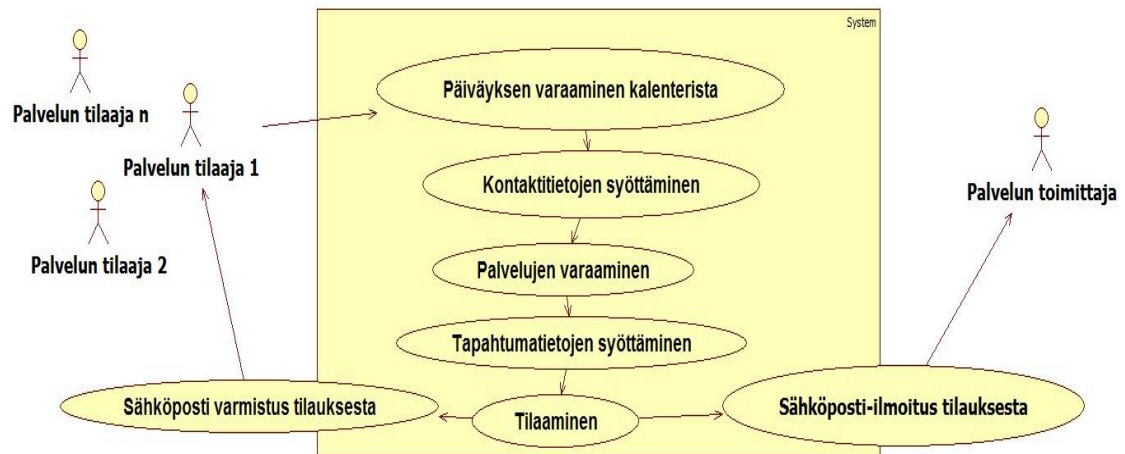 System
Päiväyksen varaaminen kalenterista
Palvelun tilaaja n
Palvelun tilaaja 1
Kontaktitietojen syöttäminen
Palvelun toimittaja
Palvelun tilaaja 2
Palvelujen varaaminen
Tapahtumatietojen syöttäminen
Sähköposti varmistus tilauksesta
Tilaaminen
Sähköposti-ilmoitus tilauksesta